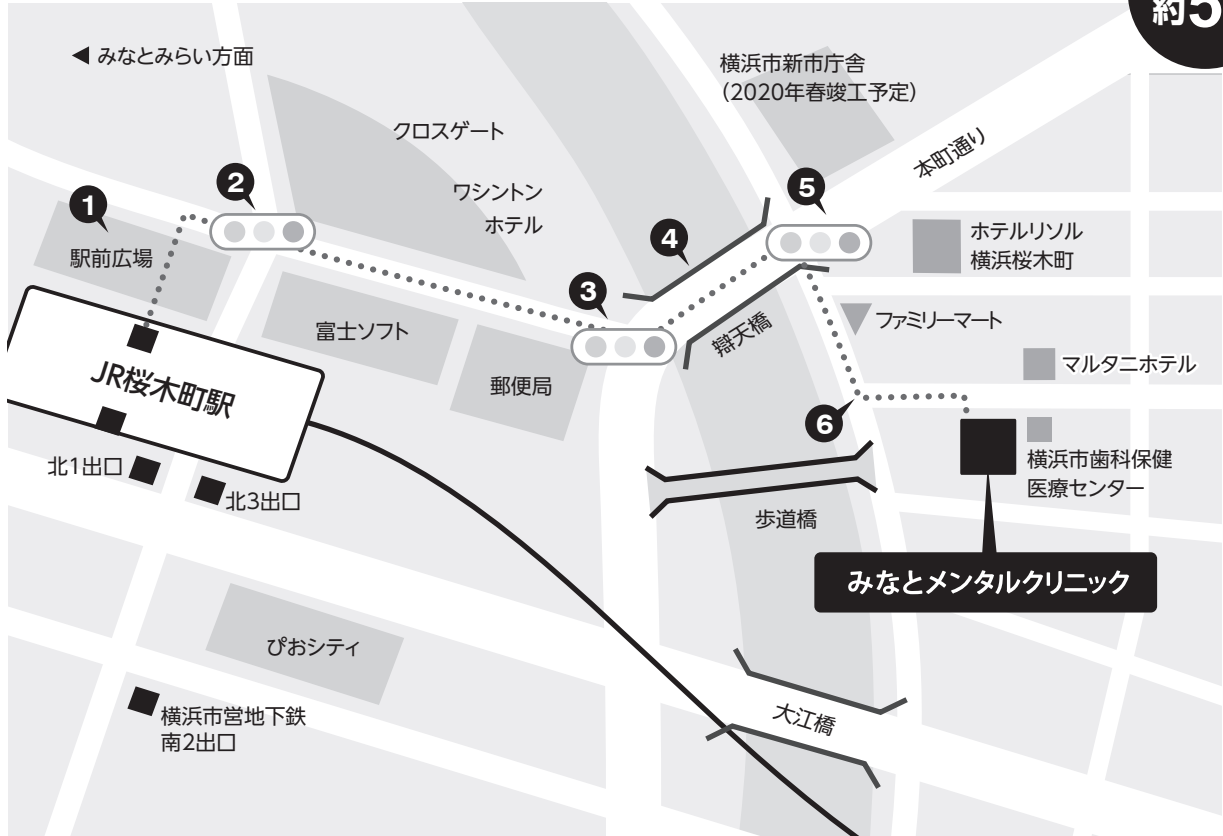 約5
◀ みなとみらい方面
横浜市新市庁舎
（2020年春竣工予定）
クロスゲート
本町通り
2
1
5
ワシントン
ホテル
4
ホテルリソル
横浜桜木町
駅前広場
3
富士ソフト
辯天橋
ファミリーマート
マルタニホテル
JR桜木町駅
郵便局
6
北1出口
横浜市歯科保健
医療センター
北3出口
歩道橋
みなとメンタルクリニック
ぴおシティ
横浜市営地下鉄
南2出口
大江橋